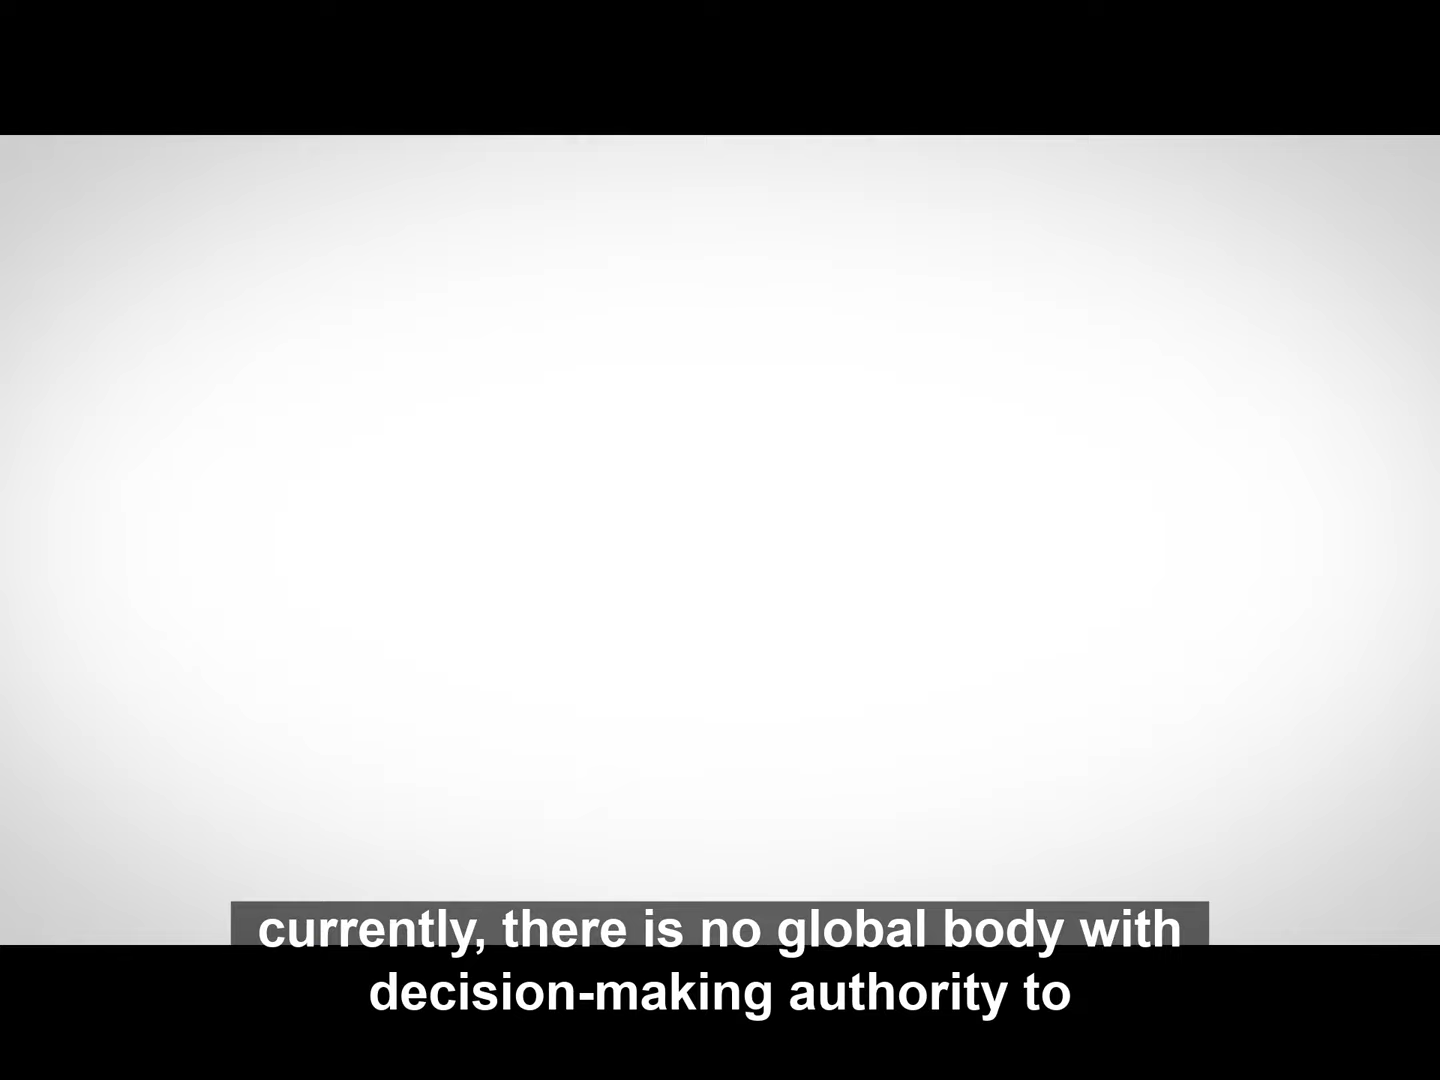 currently, there is no global body with
decision-making authority to